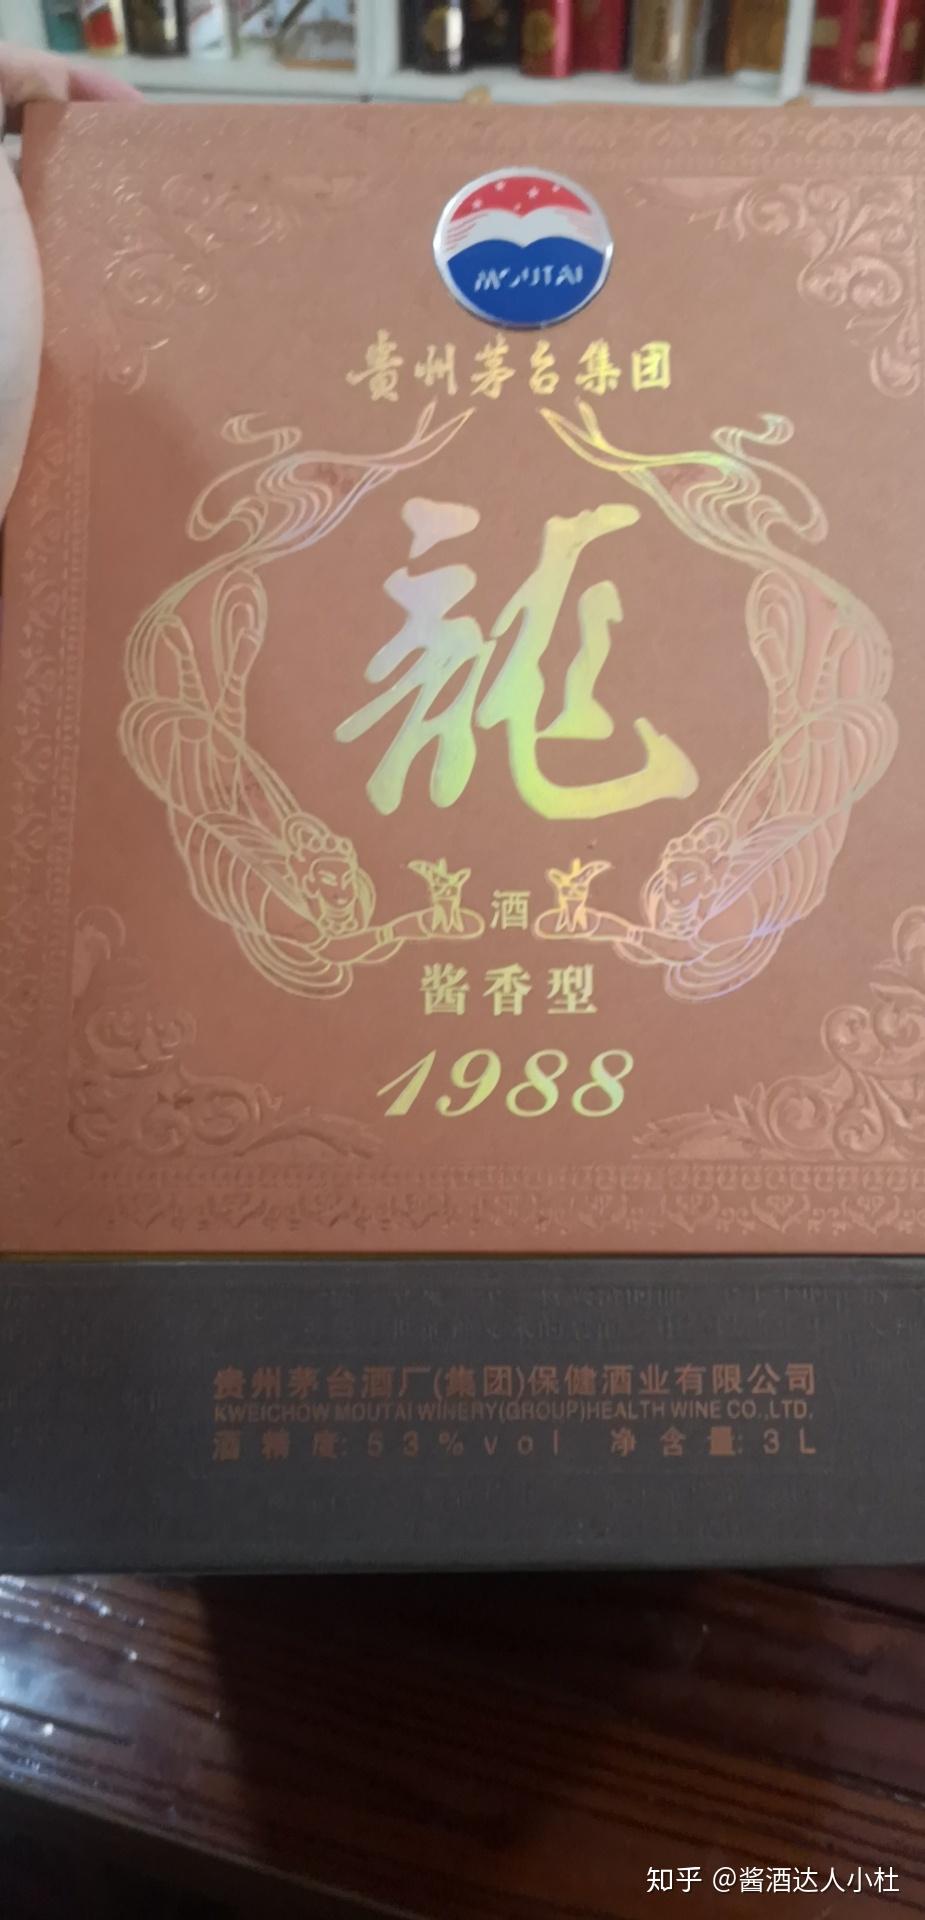 MOUTAI
贵州茅台集团
龍
酒
酱香型
1988
贵州茅台酒厂(集团)保健酒业有限公司
KWEICHOW MOUTAI WINERY(GROUP)HEALTH WINE CO.,LTD.
酒精度:53%vol 净含量:3L
知乎 @酱酒达人小杜